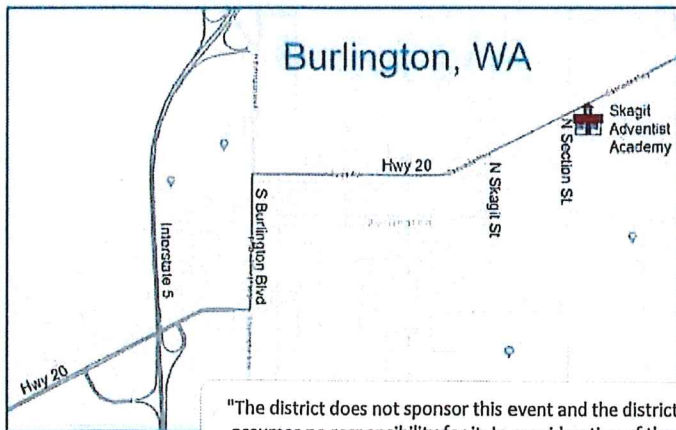 Burlington, WA
Skagit
Adventist
Academy
Hwy 20
N Section St.
N Skagit St.
S Burlington Blvd
Interstate 5
Hwy 20
"The district does not sponsor this event and the district